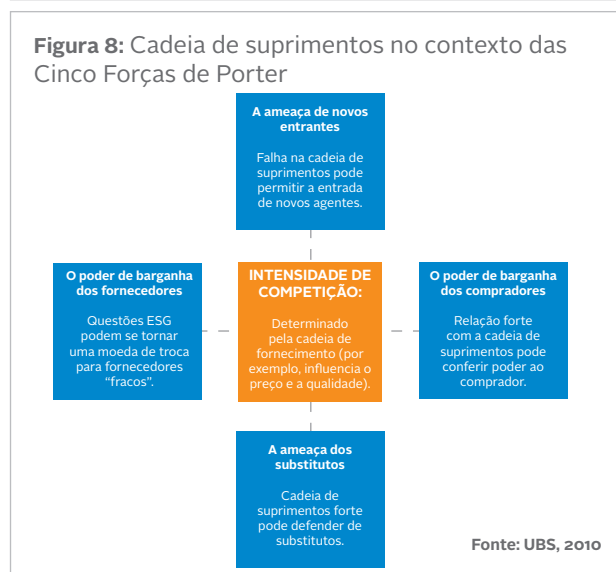 Figura 8: Cadeia de suprimentos no contexto das
Cinco Forças de Porter
A ameaça de novos
entrantes
Falha na cadeia de
suprimentos pode
permitir a entrada
de novos agentes.
O poder de barganha
dos fornecedores
Questões ESG
podem se tornar
uma moeda de troca
para fornecedores
“fracos”.
INTENSIDADE DE
COMPETIÇÃO:
Determinado
pela cadeia de
fornecimento (por
exemplo, influencia o
preço e a qualidade).
O poder de barganha
dos compradores
Relação forte
com a cadeia de
suprimentos pode
conferir poder ao
comprador.
A ameaça dos
substitutos
Cadeia de
suprimentos forte
pode defender de
substitutos.
Fonte: UBS, 2010